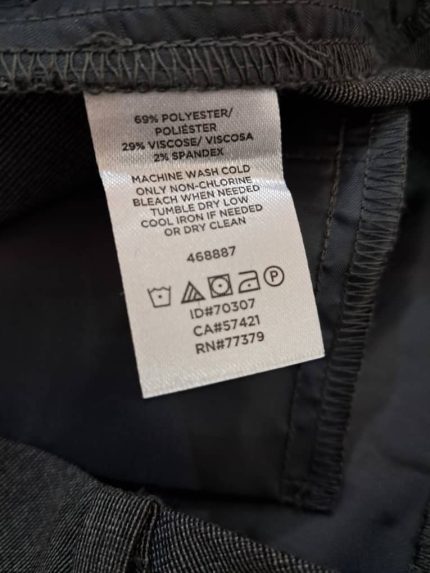 69% POLYESTER/
POLIÉSTER
29% VISCOSE/ VISCOSA
2% SPANDEX
MACHINE WASH COLD
ONLY NON-CHLORINE
BLEACH WHEN NEEDED
TUMBLE DRY LOW
COOL IRON IF NEEDED
OR DRY CLEAN
468887
P
ID#70307
CA#57421
RN#77379